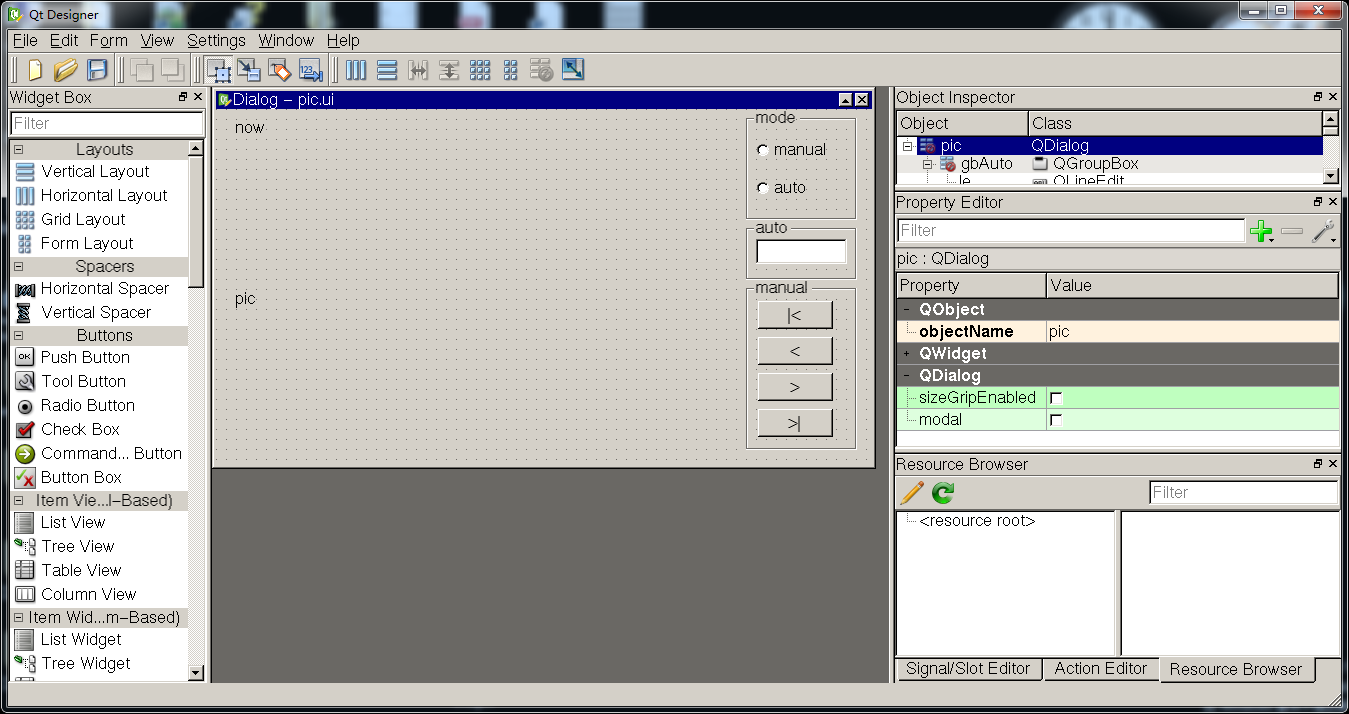 Qt Designer
File Edit Form View Settings Window Help
Widget Box
Filter
Layouts
Vertical Layout
Horizontal Layout
Grid Layout
Form Layout
Spacers
Horizontal Spacer
Vertical Spacer
Buttons
OK Push Button
Tool Button
Radio Button
Check Box
Command... Button
Button Box
Item Vie...l-Based)
List View
Tree View
Table View
Column View
Item Wid...m-Based)
List Widget
Tree Widget
Dialog - pic.ui
now
pic
mode
manual
auto
auto
manual
|<
<
>
>|
Object Inspector
Object Class
pic QDialog
gbAuto QGroupBox
le QLineEdit
Property Editor
Filter
pic : QDialog
Property Value
QObject
objectName pic
QWidget
QDialog
sizeGripEnabled
modal
Resource Browser
Filter
<resource root>
Signal/Slot Editor Action Editor Resource Browser